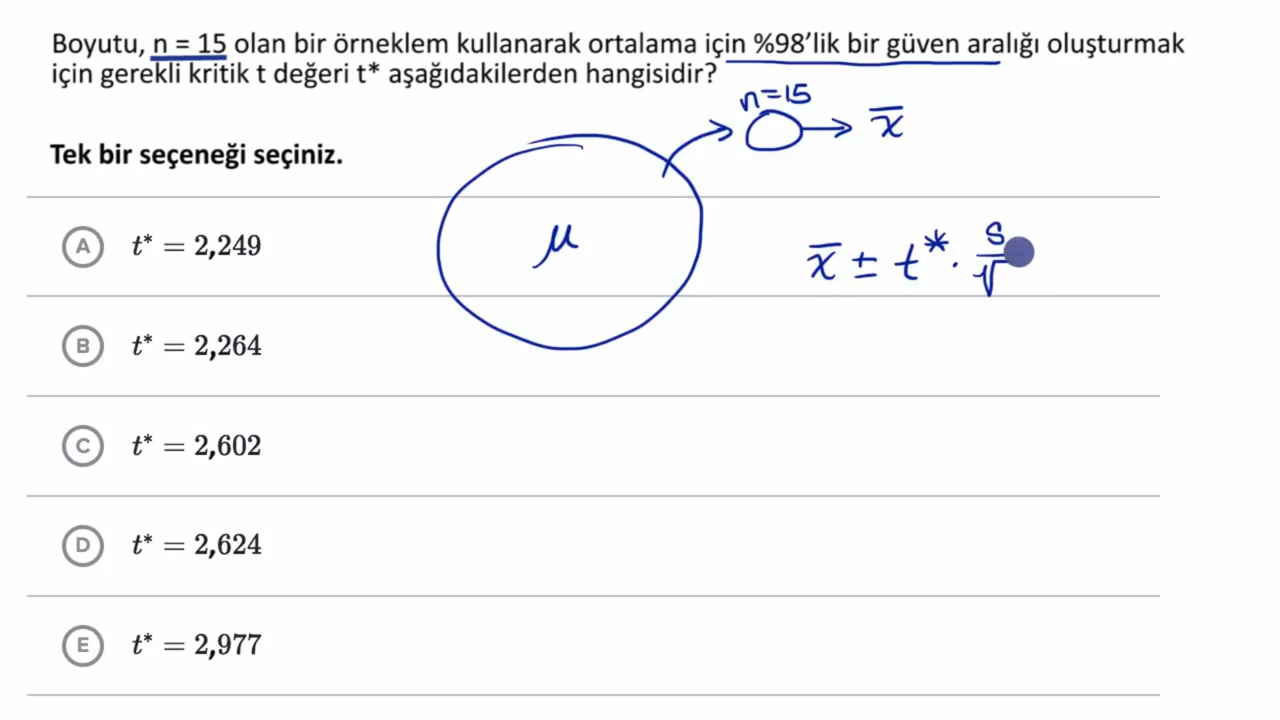 Boyutu, n = 15 olan bir örneklem kullanarak ortalama için %98'lik bir güven aralığı oluşturmak
için gerekli kritik t değeri t* aşağıdakilerden hangisidir?
n=15
x̄
Tek bir seçeneği seçiniz.
μ
x̄ ± t* · s/√
A t* = 2,249
B t* = 2,264
C t* = 2,602
D t* = 2,624
E t* = 2,977